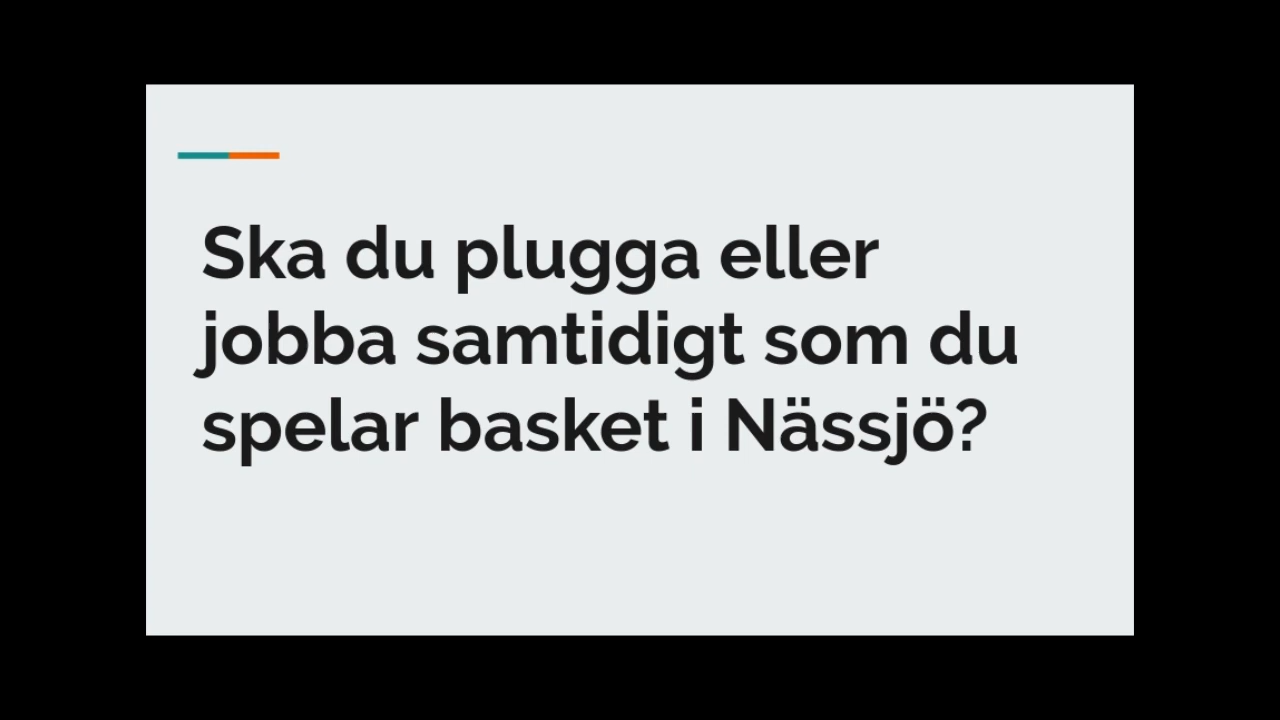 Ska du plugga eller
jobba samtidigt som du
spelar basket i Nässjö?